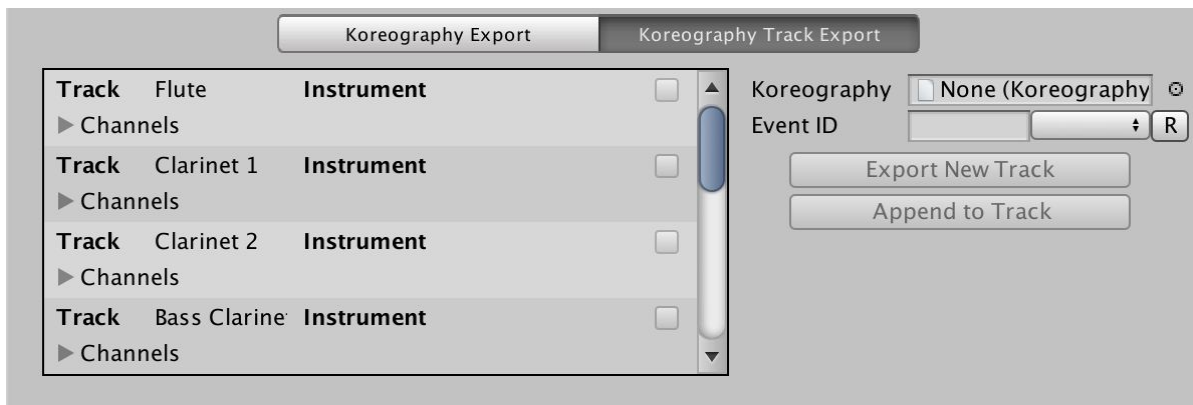 Koreography Export Koreography Track Export
Track Flute Instrument
Channels
Track Clarinet 1 Instrument
Channels
Track Clarinet 2 Instrument
Channels
Track Bass Clarinet Instrument
Channels
Koreography None (Koreography
Event ID R
Export New Track
Append to Track